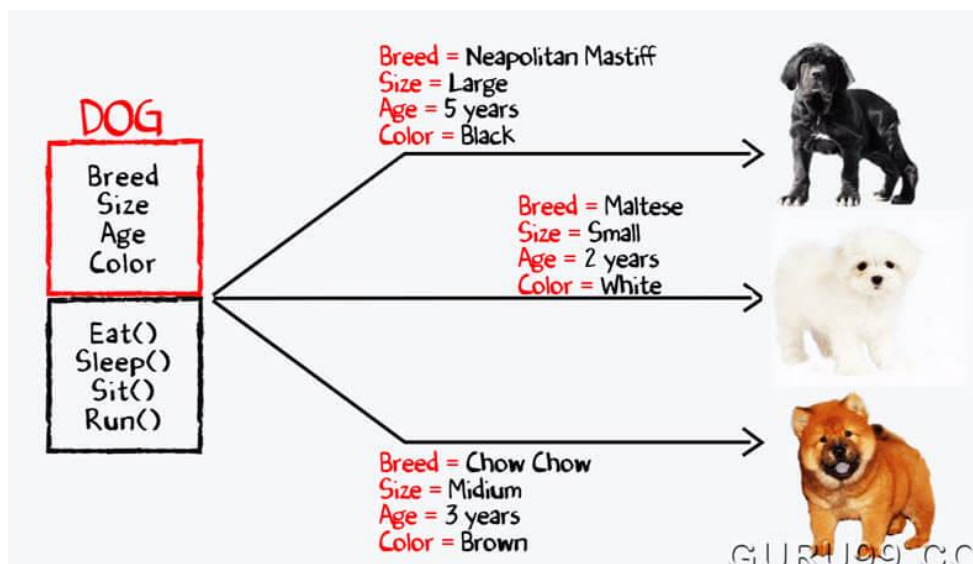 DOG
Breed
Size
Age
Color
Eat()
Sleep()
Sit()
Run()
Breed = Neapolitan Mastiff
Size = Large
Age = 5 years
Color = Black
Breed = Maltese
Size = Small
Age = 2 years
Color = White
Breed = Chow Chow
Size = Midium
Age = 3 years
Color = Brown
GURU99.CO